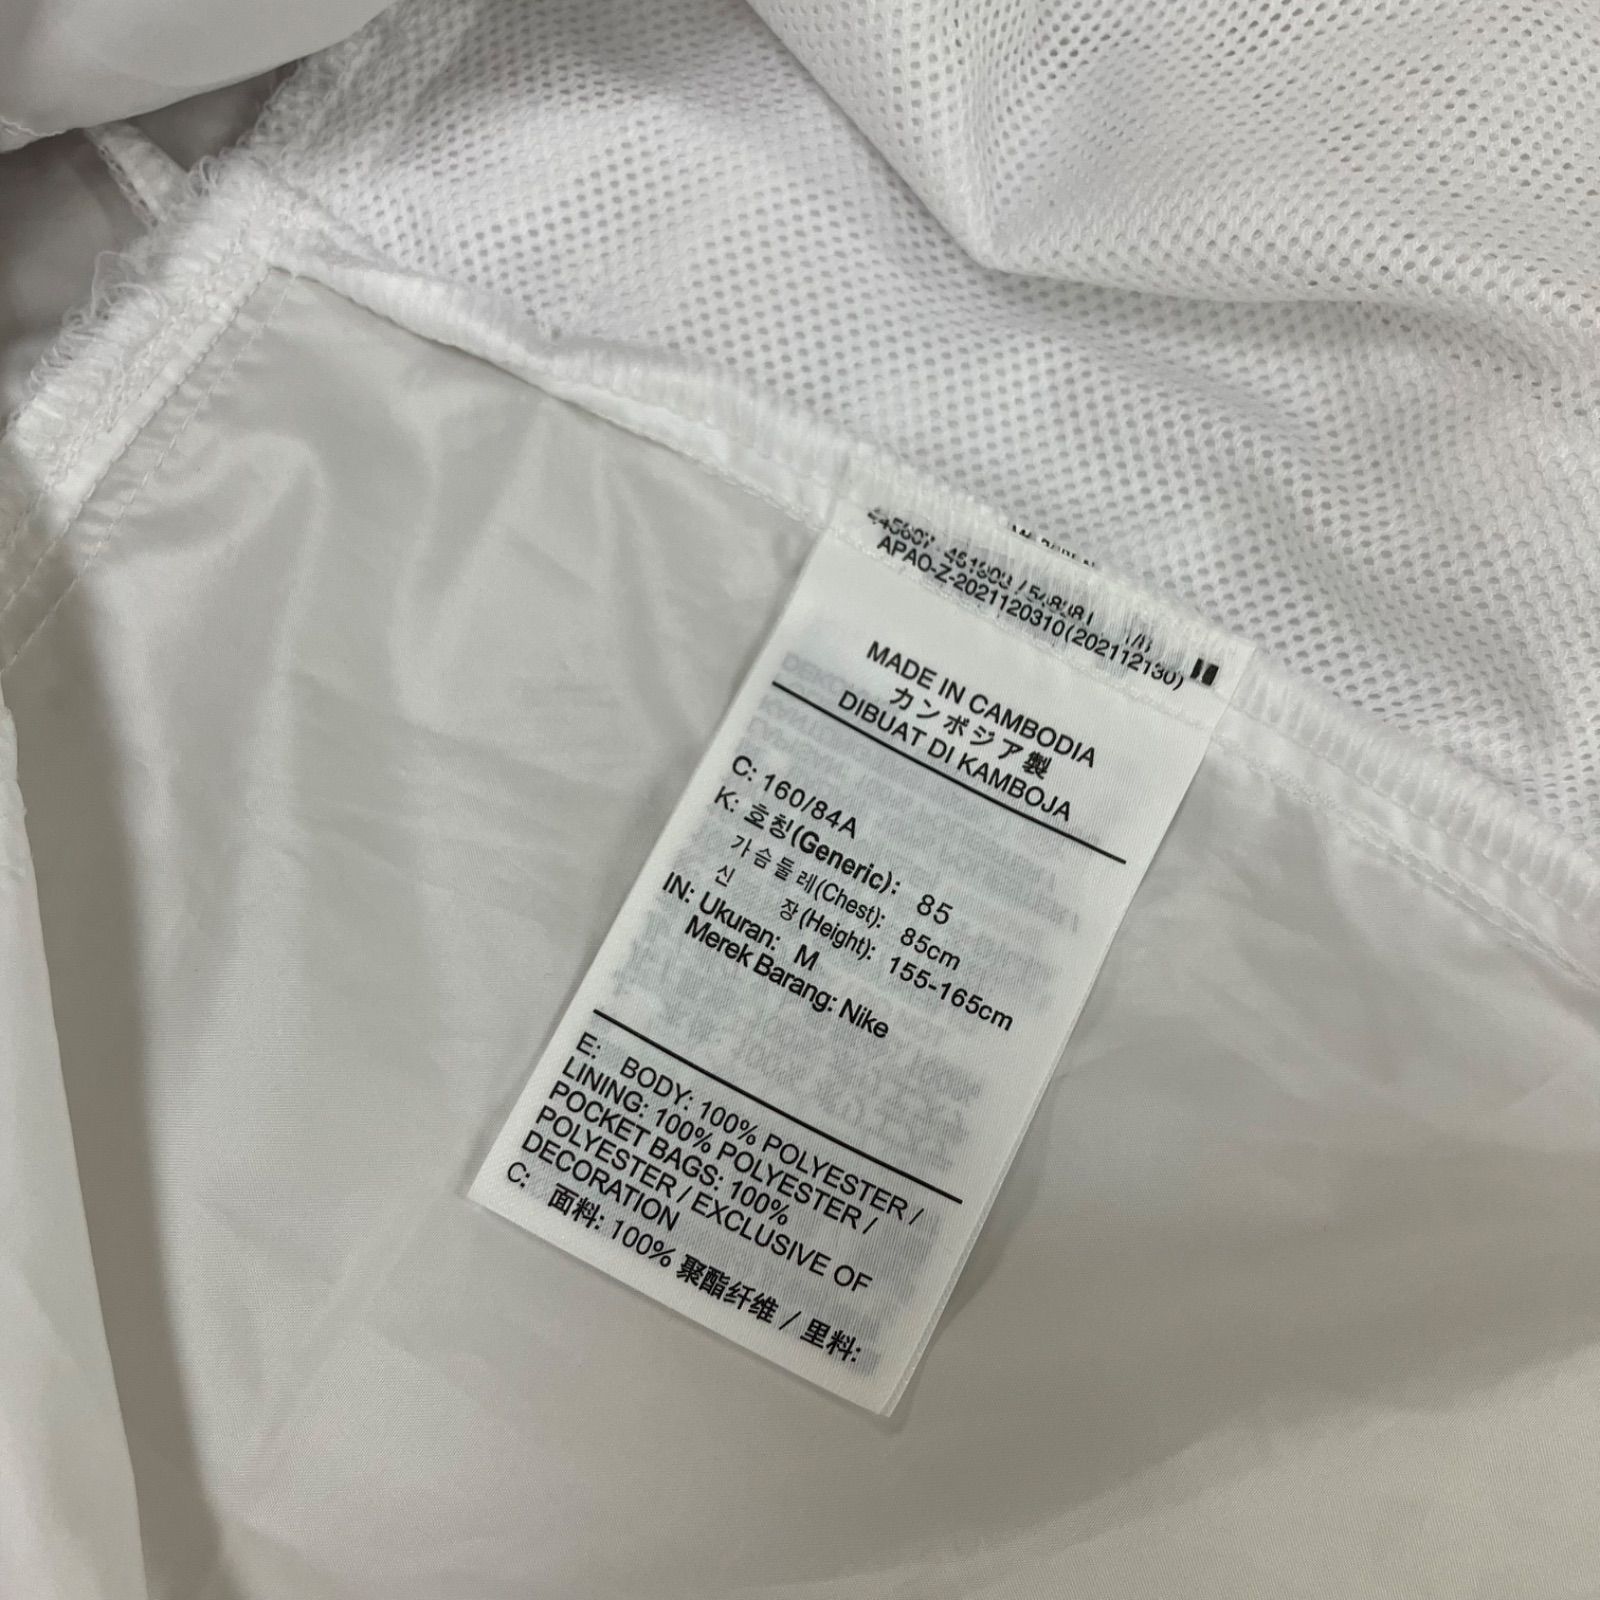 APAO-Z-2021120310(202112130)
MADE IN CAMBODIA
カンボジア製
DIBUAT DI KAMBOJA
C: 160/84A
K: 호칭(Generic): 85
가슴둘레(Chest): 85cm
신 장(Height): 155-165cm
IN: Ukuran: M
Merek Barang: Nike
E: BODY: 100% POLYESTER /
LINING: 100% POLYESTER /
POCKET BAGS: 100%
POLYESTER / EXCLUSIVE OF
DECORATION
C: 面料: 100% 聚酯纤维 / 里料: